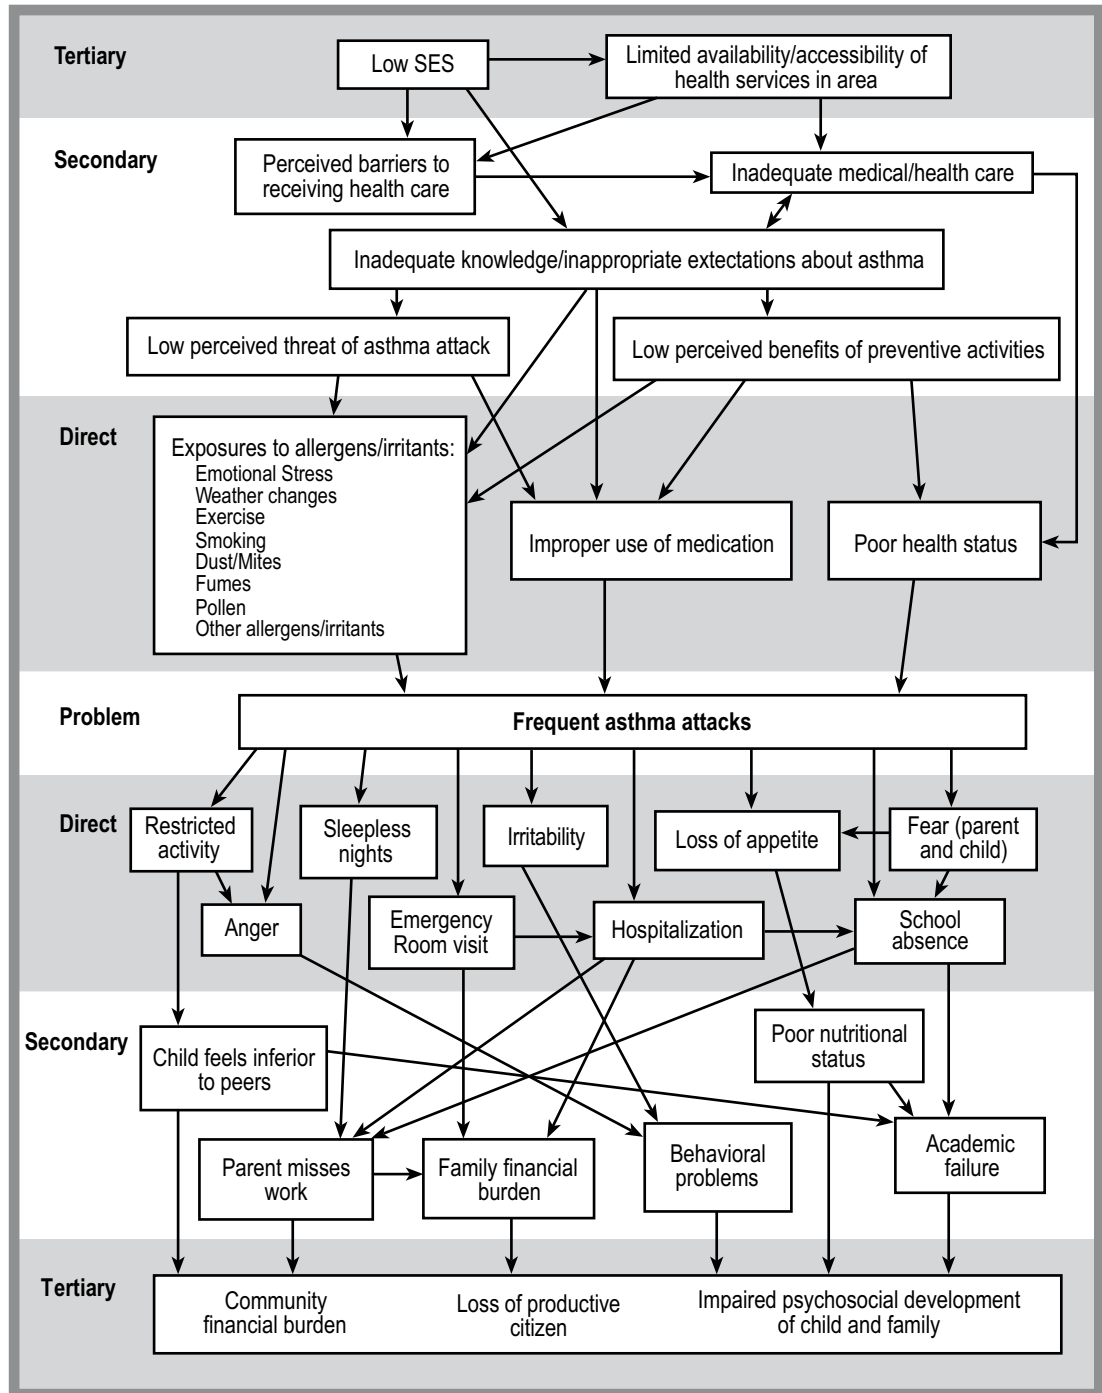 Tertiary
Low SES
Limited availability/accessibility of
health services in area
Secondary
Perceived barriers to
receiving health care
Inadequate medical/health care
Inadequate knowledge/inappropriate extectations about asthma
Low perceived threat of asthma attack
Low perceived benefits of preventive activities
Direct
Exposures to allergens/irritants:
Emotional Stress
Weather changes
Exercise
Smoking
Dust/Mites
Fumes
Pollen
Other allergens/irritants
Improper use of medication
Poor health status
Problem
Frequent asthma attacks
Direct
Restricted
activity
Sleepless
nights
Irritability
Loss of appetite
Fear (parent
and child)
Anger
Emergency
Room visit
Hospitalization
School
absence
Secondary
Child feels inferior
to peers
Poor nutritional
status
Parent misses
work
Family financial
burden
Behavioral
problems
Academic
failure
Tertiary
Community
financial burden
Loss of productive
citizen
Impaired psychosocial development
of child and family